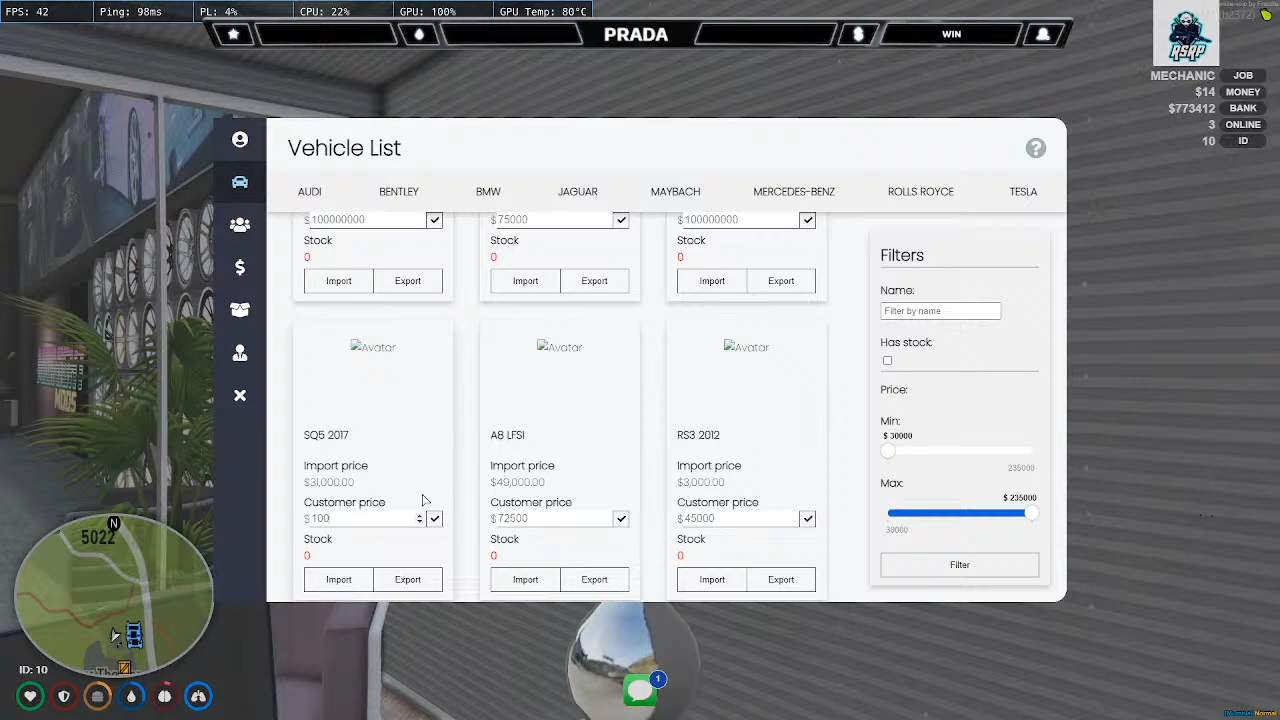 FPS: 42 Ping: 98ms PL: 4% CPU: 22% GPU: 100% GPU Temp: 80°C
PRADA WIN
RSRP
MECHANIC JOB
$14 MONEY
$773412 BANK
3 ONLINE
10 ID
Vehicle List
?
AUDI BENTLEY BMW JAGUAR MAYBACH MERCEDES-BENZ ROLLS ROYCE TESLA
$100000000 $75000 $100000000
Stock Stock Stock
0 0 0
Import Export Import Export Import Export
Avatar Avatar Avatar
SQ5 2017 A8 LFSI RS3 2012
Import price Import price Import price
$31,000.00 $49,000.00 $3,000.00
Customer price Customer price Customer price
$100 $72500 $45000
Stock Stock Stock
0 0 0
Import Export Import Export Import Export
Filters
Name:
Filter by name
Has stock:
Price:
Min:
$ 30000
235000
Max:
$ 235000
30000
Filter
N
5022
ID: 10
1
Normal